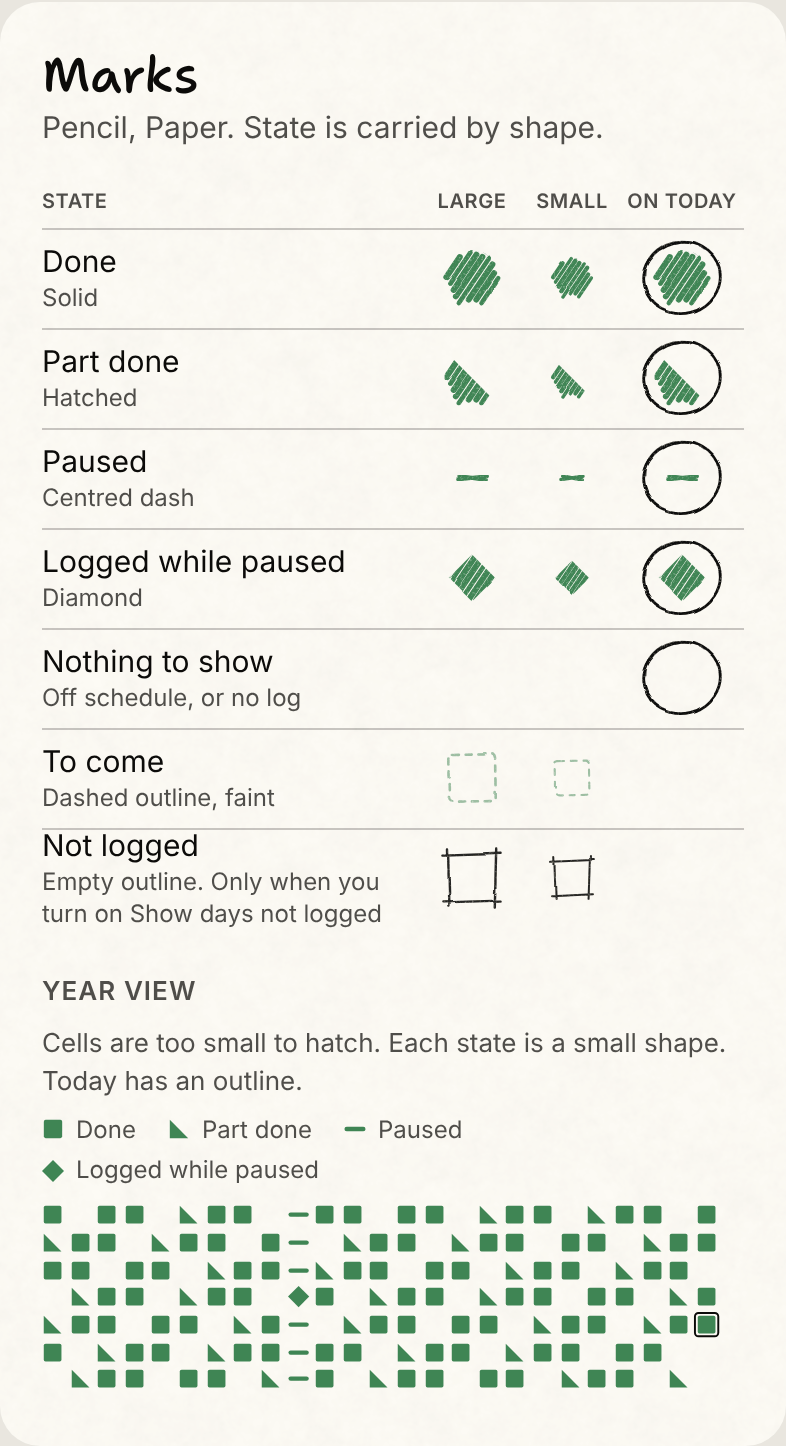 Marks
Pencil, Paper. State is carried by shape.
STATE LARGE SMALL ON TODAY
Done
Solid
Part done
Hatched
Paused
Centred dash
Logged while paused
Diamond
Nothing to show
Off schedule, or no log
To come
Dashed outline, faint
Not logged
Empty outline. Only when you
turn on Show days not logged
YEAR VIEW
Cells are too small to hatch. Each state is a small shape.
Today has an outline.
Done Part done Paused
Logged while paused